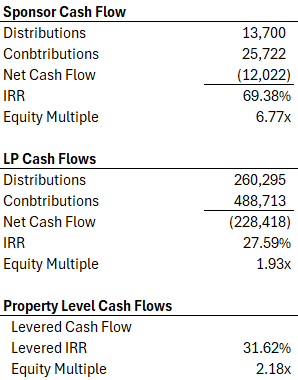 Sponsor Cash Flow
Distributions 13,700
Conbtributions 25,722
Net Cash Flow (12,022)
IRR 69.38%
Equity Multiple 6.77x
LP Cash Flows
Distributions 260,295
Conbtributions 488,713
Net Cash Flow (228,418)
IRR 27.59%
Equity Multiple 1.93x
Property Level Cash Flows
Levered Cash Flow
Levered IRR 31.62%
Equity Multiple 2.18x